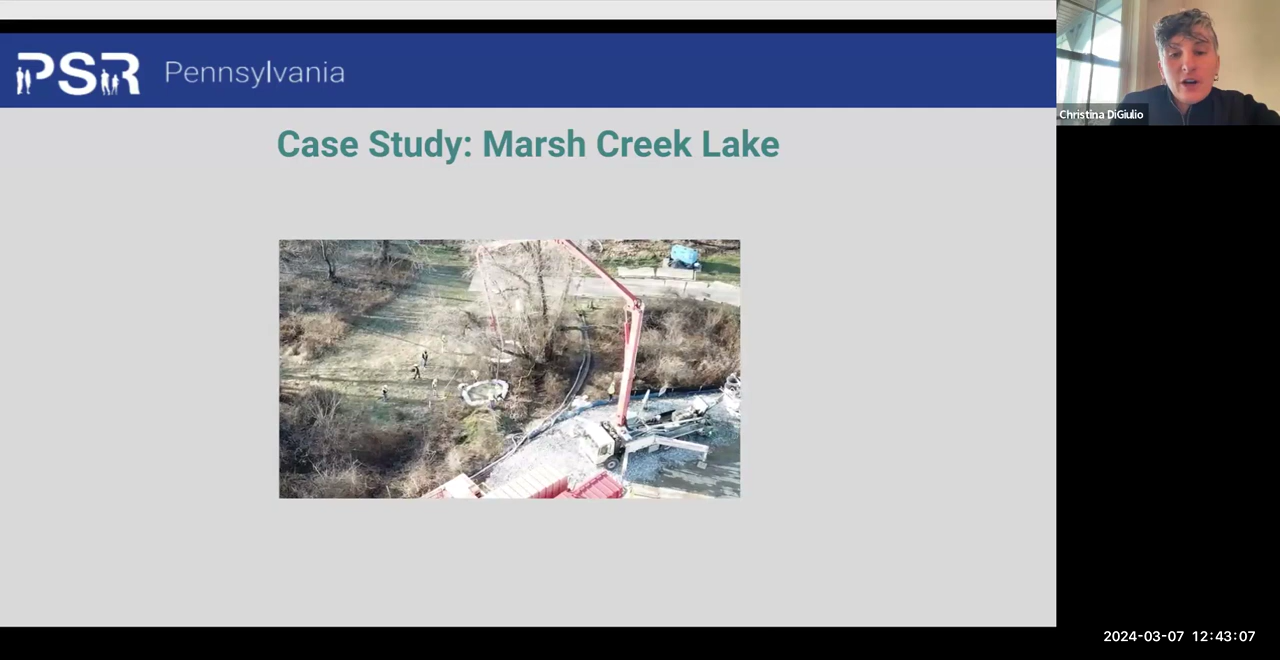 PSR Pennsylvania
Christina DiGiulio
Case Study: Marsh Creek Lake
2024-03-07 12:43:07